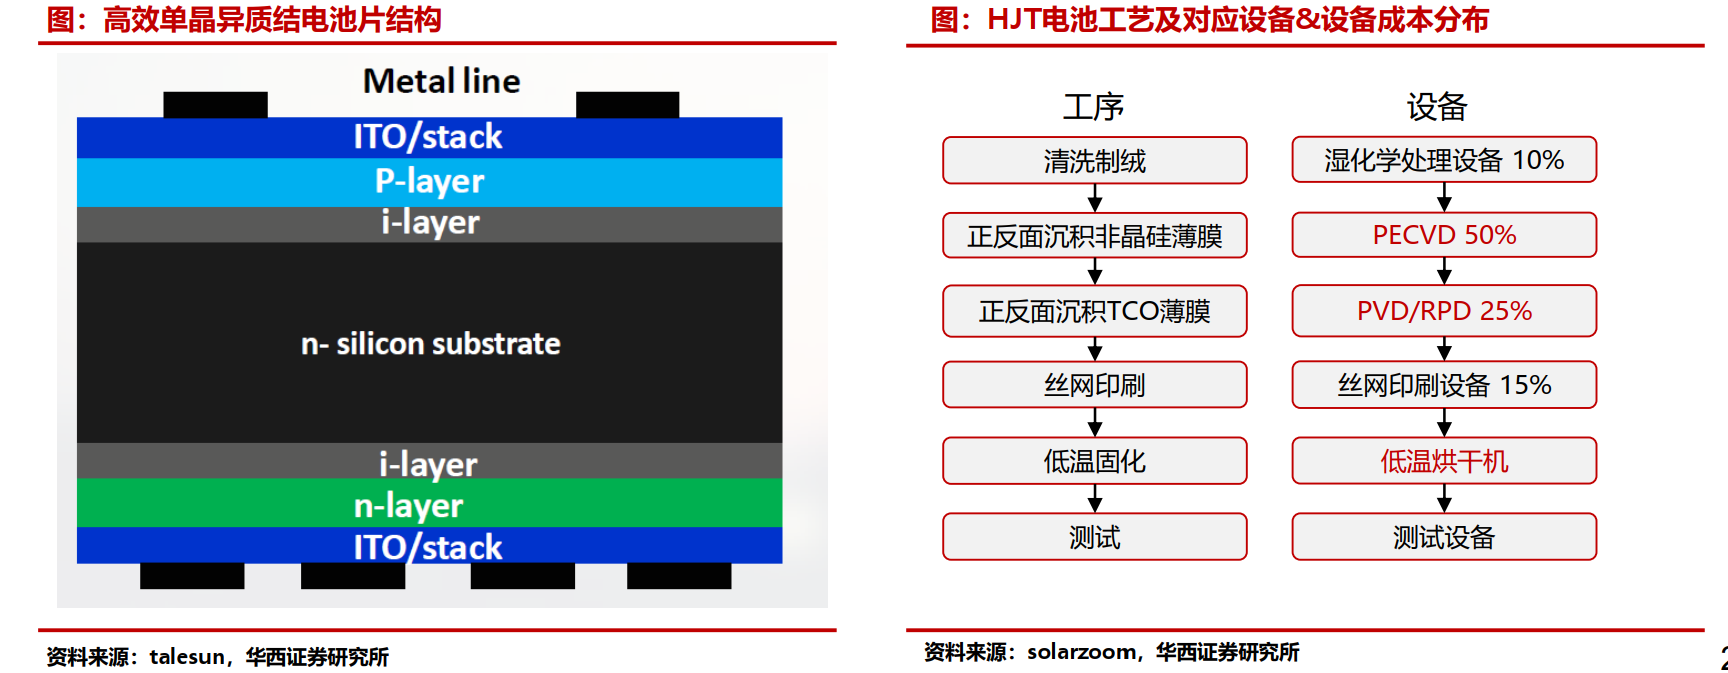 图：高效单晶异质结电池片结构
Metal line
ITO/stack
P-layer
i-layer
n- silicon substrate
i-layer
n-layer
ITO/stack
资料来源：talesun，华西证券研究所
图：HJT电池工艺及对应设备&设备成本分布
工序
设备
清洗制绒
湿化学处理设备 10%
正反面沉积非晶硅薄膜
PECVD 50%
正反面沉积TCO薄膜
PVD/RPD 25%
丝网印刷
丝网印刷设备 15%
低温固化
低温烘干机
测试
测试设备
资料来源：solarzoom，华西证券研究所